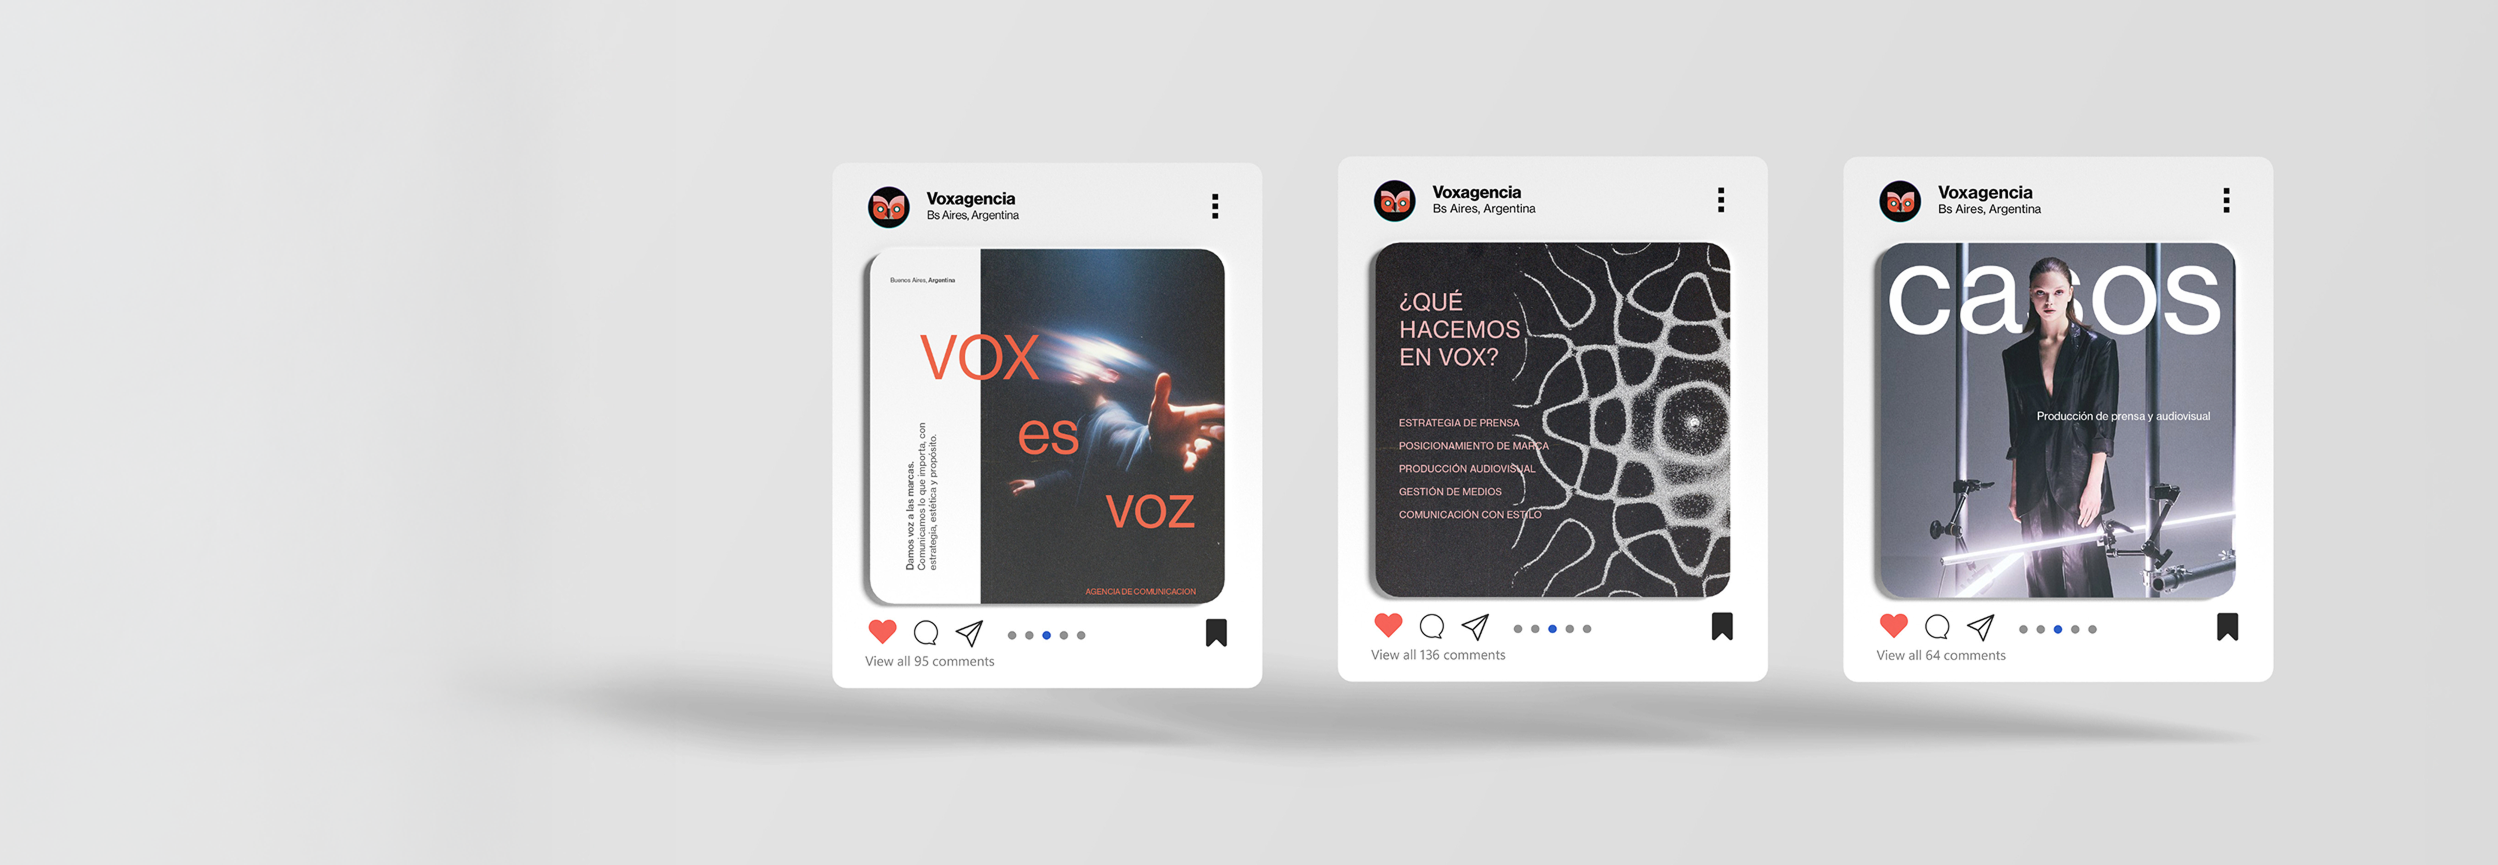 Voxagencia
Bs Aires, Argentina
Buenos Aires, Argentina
VOX
es
voz
Damos voz a las marcas.
Comunicamos lo que importa, con
estrategia, estética y propósito.
AGENCIA DE COMUNICACION
View all 95 comments
Voxagencia
Bs Aires, Argentina
¿QUÉ
HACEMOS
EN VOX?
ESTRATEGIA DE PRENSA
POSICIONAMIENTO DE MARCA
PRODUCCIÓN AUDIOVISUAL
GESTIÓN DE MEDIOS
COMUNICACIÓN CON ESTILO
View all 136 comments
Voxagencia
Bs Aires, Argentina
casos
Producción de prensa y audiovisual
View all 64 comments